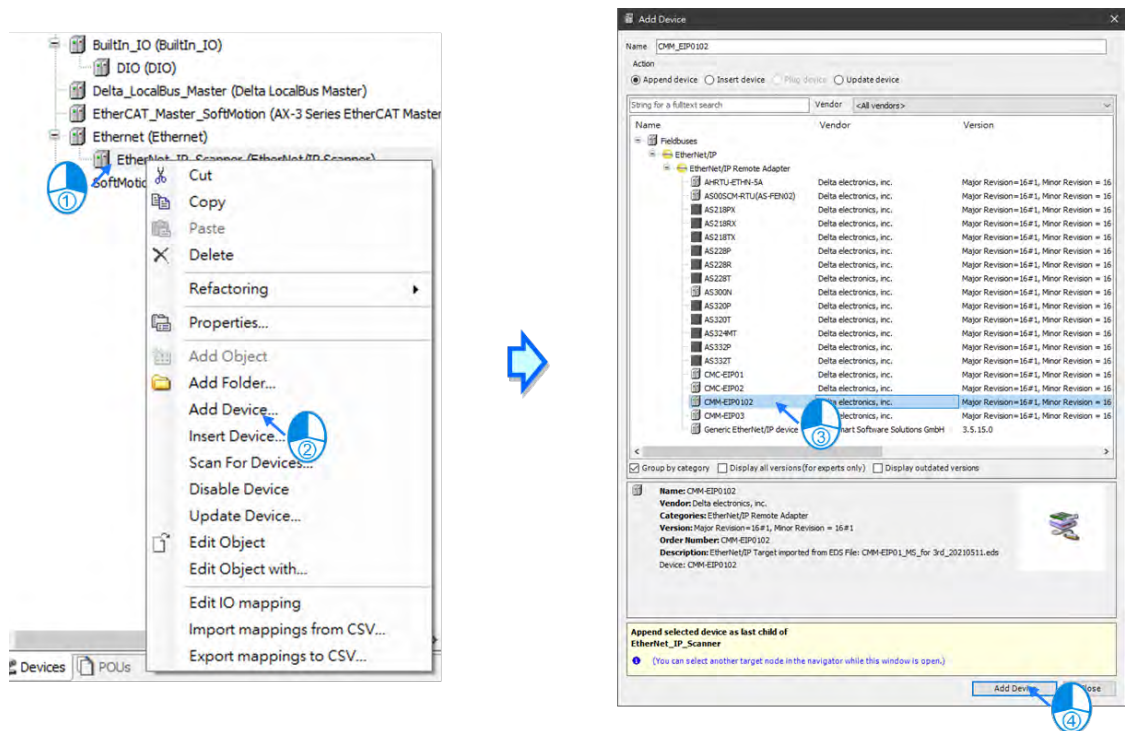 BuiltIn_IO (BuiltIn_IO)
DIO (DIO)
Delta_LocalBus_Master (Delta LocalBus Master)
EtherCAT_Master_SoftMotion (AX-3 Series EtherCAT Master
Ethernet (Ethernet)
EtherNet_IP_Scanner (EtherNet/IP Scanner)
SoftMotio
①
Cut
Copy
Paste
Delete
Refactoring
Properties...
Add Object
Add Folder...
Add Device...
②
Insert Device...
Scan For Devices...
Disable Device
Update Device...
Edit Object
Edit Object with...
Edit IO mapping
Import mappings from CSV...
Export mappings to CSV...
Devices POUs
Add Device
Name CMM_EIP0102
Action
Append device Insert device Plug device Update device
String for a fulltext search Vendor <All vendors>
Name Vendor Version
Fieldbuses
EtherNet/IP
EtherNet/IP Remote Adapter
AHRTU-ETHN-5A Delta electronics, inc. Major Revision=16#1, Minor Revision = 16
AS00SCM-RTU(AS-FEN02) Delta electronics, inc. Major Revision=16#1, Minor Revision = 16
AS218PX Delta electronics, inc. Major Revision=16#1, Minor Revision = 16
AS218RX Delta electronics, inc. Major Revision=16#1, Minor Revision = 16
AS218TX Delta electronics, inc. Major Revision=16#1, Minor Revision = 16
AS228P Delta electronics, inc. Major Revision=16#1, Minor Revision = 16
AS228R Delta electronics, inc. Major Revision=16#1, Minor Revision = 16
AS228T Delta electronics, inc. Major Revision=16#1, Minor Revision = 16
AS300N Delta electronics, inc. Major Revision=16#1, Minor Revision = 16
AS320P Delta electronics, inc. Major Revision=16#1, Minor Revision = 16
AS320T Delta electronics, inc. Major Revision=16#1, Minor Revision = 16
AS324MT Delta electronics, inc. Major Revision=16#1, Minor Revision = 16
AS332P Delta electronics, inc. Major Revision=16#1, Minor Revision = 16
AS332T Delta electronics, inc. Major Revision=16#1, Minor Revision = 16
CMC-EIP01 Delta electronics, inc. Major Revision=16#1, Minor Revision = 16
CMC-EIP02 Delta electronics, inc. Major Revision=16#1, Minor Revision = 16
CMM-EIP0102 electronics, inc. Major Revision=16#1, Minor Revision = 16
CMM-EIP03 electronics, inc. Major Revision=16#1, Minor Revision = 16
③
Generic EtherNet/IP device Software Solutions GmbH 3.5.15.0
Group by category Display all versions(for experts only) Display outdated versions
Name: CMM-EIP0102
Vendor: Delta electronics, inc.
Categories: EtherNet/IP Remote Adapter
Version: Major Revision=16#1, Minor Revision = 16#1
Order Number: CMM-EIP0102
Description: EtherNet/IP Target imported from EDS File: CMM-EIP01_MS_for 3rd_20210511.eds
Device: CMM-EIP0102
Append selected device as last child of
EtherNet_IP_Scanner
(You can select another target node in the navigator while this window is open.)
Add Device
④